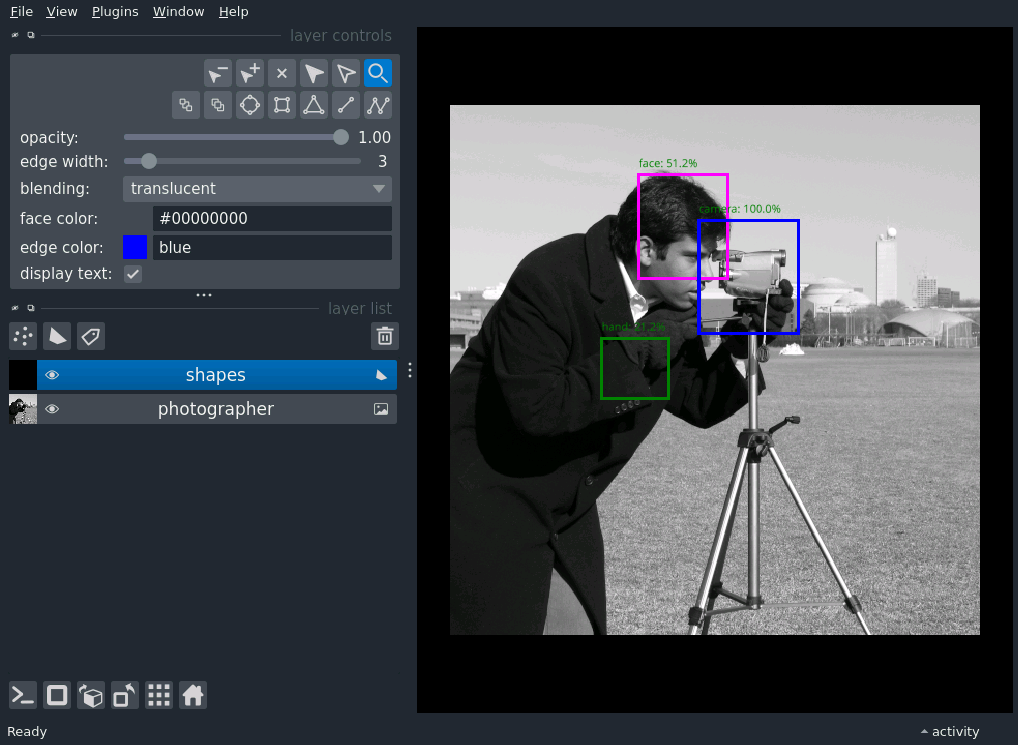 File View Plugins Window Help
layer controls
opacity: 1.00
edge width: 3
blending: translucent
face color: #00000000
edge color: blue
display text:
layer list
shapes
photographer
face: 51.2%
camera: 100.0%
hand:
Ready
activity